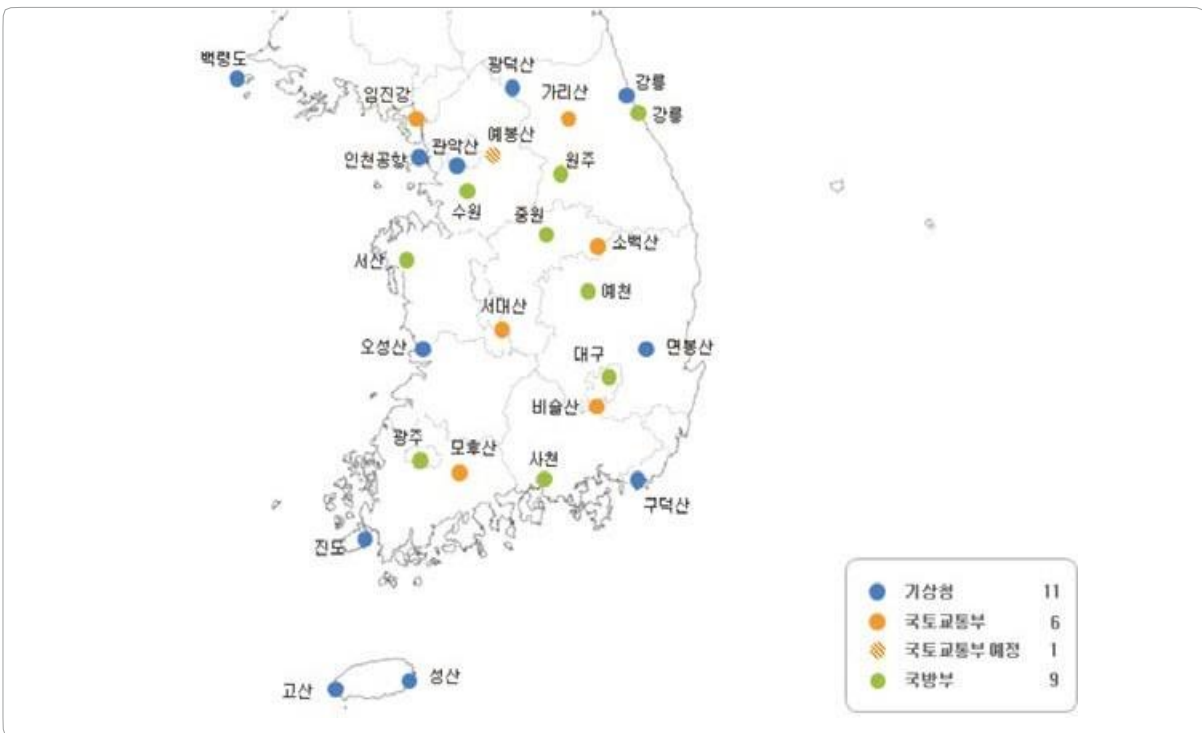 백령도
광덕산
강릉
임진강
가리산
강릉
예봉산
인천공항
관악산
원주
수원
중원
소백산
서산
예천
서대산
오성산
대구
면봉산
비슬산
광주
모후산
사천
구덕산
진도
성산
고산
기상청 11
국토교통부 6
국토교통부 예정 1
국방부 9